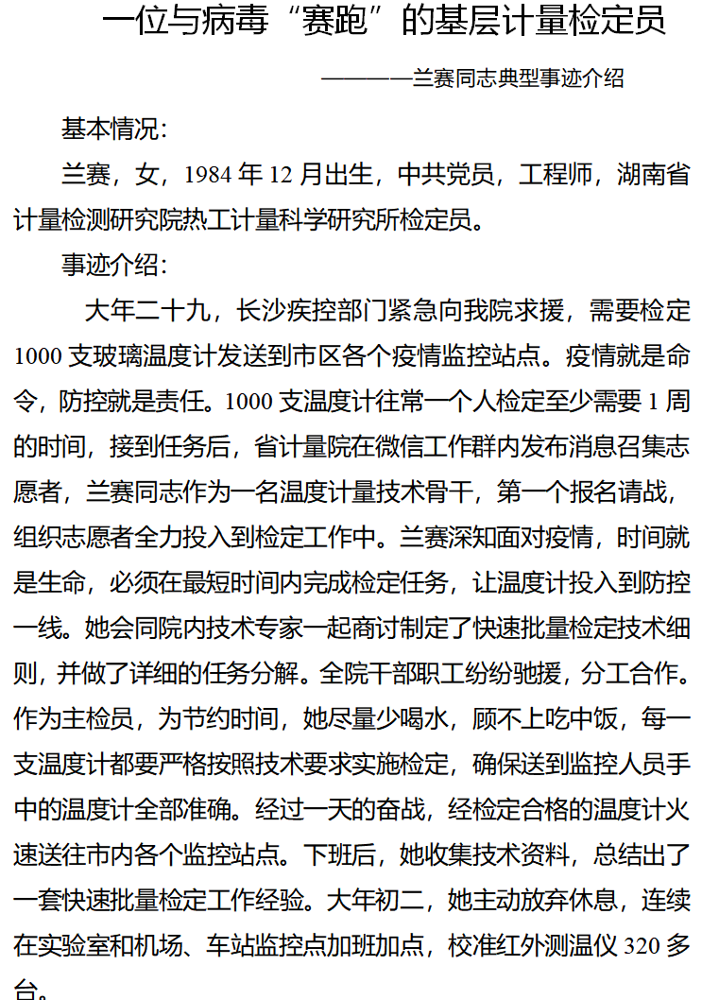 一位与病毒“赛跑”的基层计量检定员
————兰赛同志典型事迹介绍
基本情况：
兰赛，女，1984 年 12 月出生，中共党员，工程师，湖南省
计量检测研究院热工计量科学研究所检定员。
事迹介绍：
大年二十九，长沙疾控部门紧急向我院求援，需要检定
1000 支玻璃温度计发送到市区各个疫情监控站点。疫情就是命
令，防控就是责任。1000 支温度计往常一个人检定至少需要 1 周
的时间，接到任务后，省计量院在微信工作群内发布消息召集志
愿者，兰赛同志作为一名温度计量技术骨干，第一个报名请战，
组织志愿者全力投入到检定工作中。兰赛深知面对疫情，时间就
是生命，必须在最短时间内完成检定任务，让温度计投入到防控
一线。她会同院内技术专家一起商讨制定了快速批量检定技术细
则，并做了详细的任务分解。全院干部职工纷纷驰援，分工合作。
作为主检员，为节约时间，她尽量少喝水，顾不上吃中饭，每一
支温度计都要严格按照技术要求实施检定，确保送到监控人员手
中的温度计全部准确。经过一天的奋战，经检定合格的温度计火
速送往市内各个监控站点。下班后，她收集技术资料，总结出了
一套快速批量检定工作经验。大年初二，她主动放弃休息，连续
在实验室和机场、车站监控点加班加点，校准红外测温仪 320 多
台。